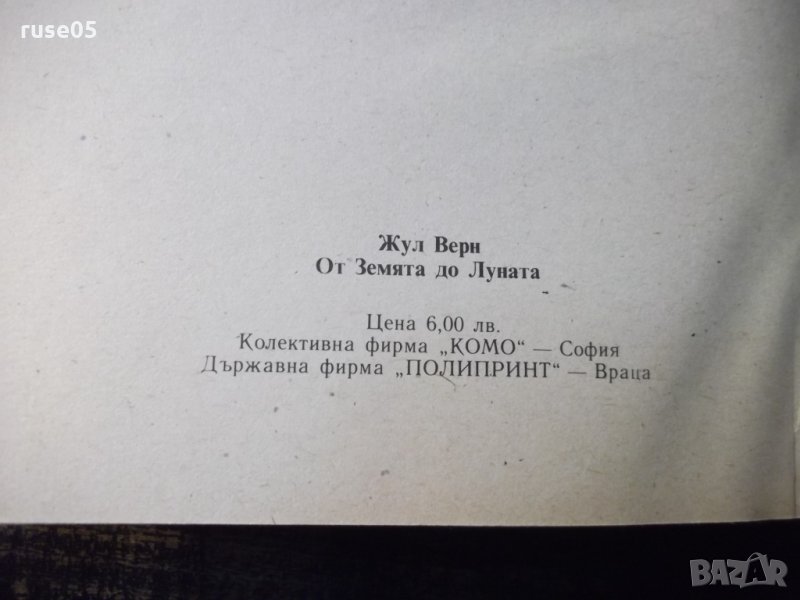 ruse05
Жул Верн
От Земята до Луната
Цена 6,00 лв.
Колективна фирма „КОМО“ — София
Държавна фирма „ПОЛИПРИНТ“ — Враца
BAZAR